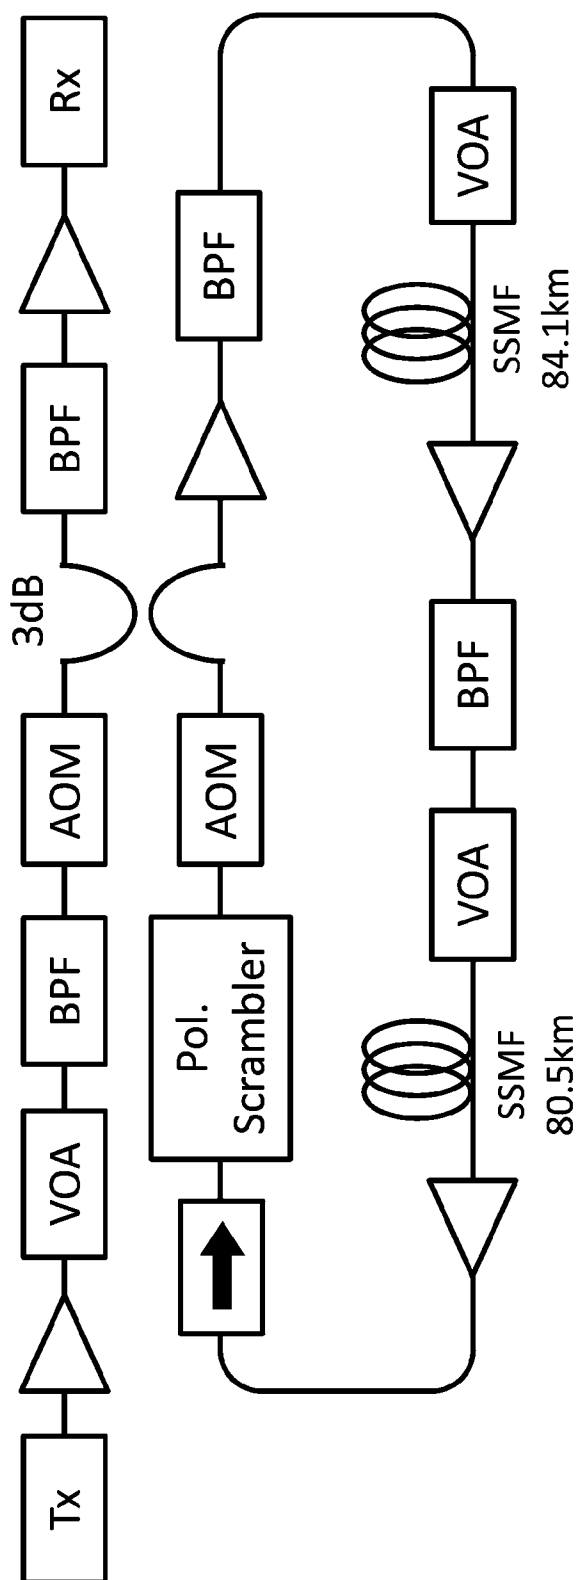 Tx
VOA
BPF
AOM
3dB
BPF
Rx
Pol.
Scrambler
AOM
BPF
SSMF
80.5km
VOA
BPF
SSMF
84.1km
VOA